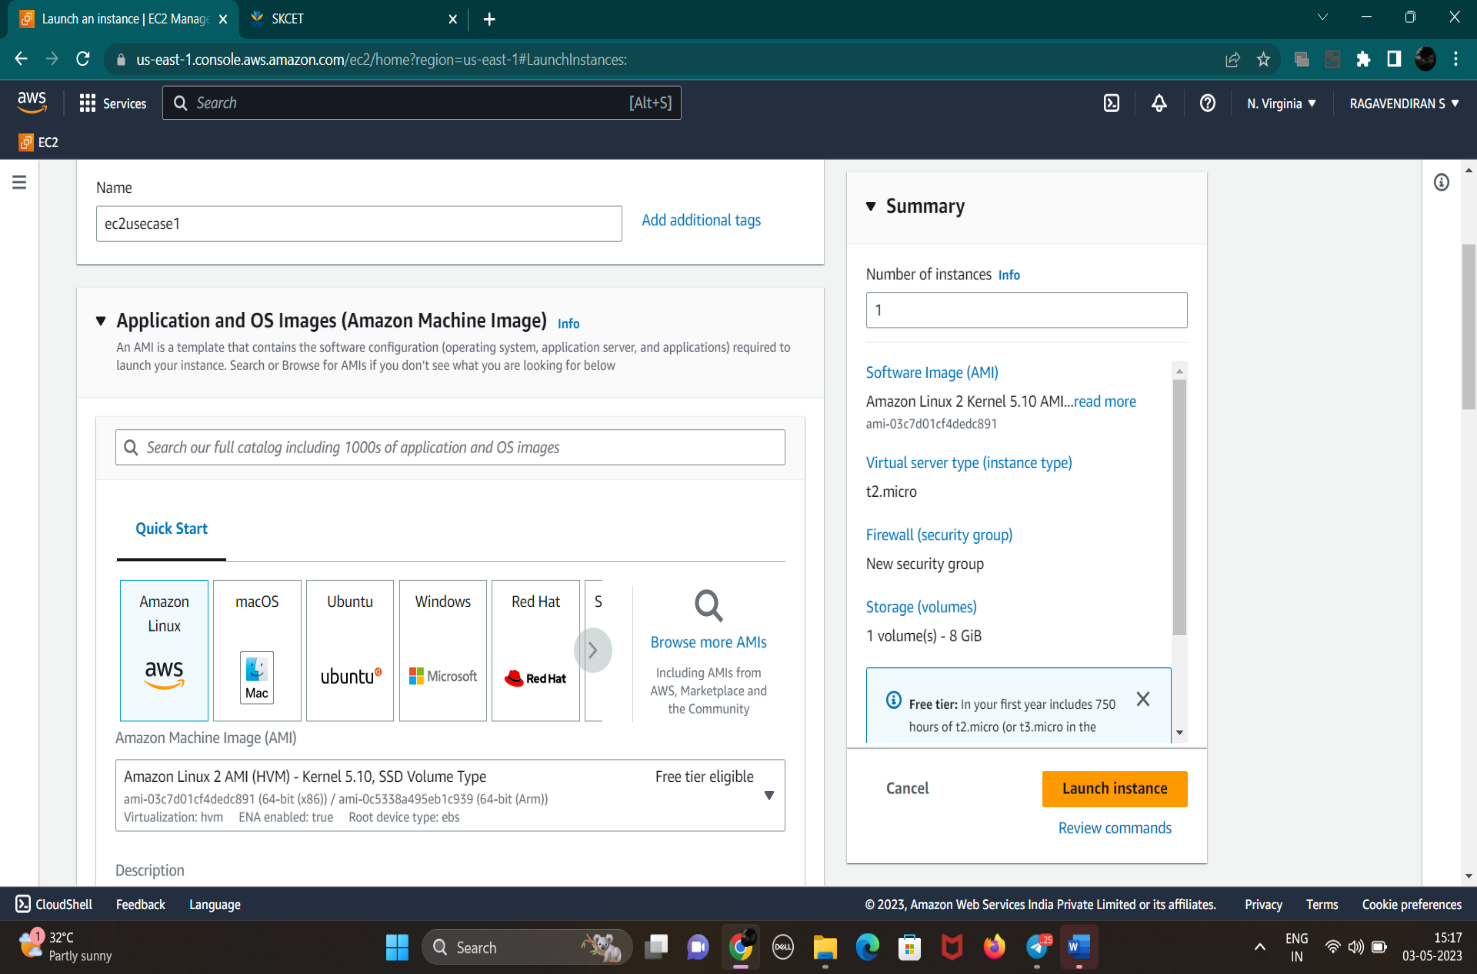 Launch an instance | EC2 Manage
SKCET
us-east-1.console.aws.amazon.com/ec2/home?region=us-east-1#LaunchInstances:
aws
Services
Search
[Alt+S]
N. Virginia
RAGAVENDIRAN S
EC2
Name
ec2usecase1
Add additional tags
Application and OS Images (Amazon Machine Image) Info
An AMI is a template that contains the software configuration (operating system, application server, and applications) required to
launch your instance. Search or Browse for AMIs if you don't see what you are looking for below
Search our full catalog including 1000s of application and OS images
Quick Start
Amazon
Linux
aws
macOS
Mac
Ubuntu
ubuntu
Windows
Microsoft
Red Hat
Red Hat
S
Browse more AMIs
Including AMIs from
AWS, Marketplace and
the Community
Amazon Machine Image (AMI)
Amazon Linux 2 AMI (HVM) - Kernel 5.10, SSD Volume Type
Free tier eligible
ami-03c7d01cf4dedc891 (64-bit (x86)) / ami-0c5338a495eb1c939 (64-bit (Arm))
Virtualization: hvm ENA enabled: true Root device type: ebs
Description
Summary
Number of instances Info
1
Software Image (AMI)
Amazon Linux 2 Kernel 5.10 AMI...read more
ami-03c7d01cf4dedc891
Virtual server type (instance type)
t2.micro
Firewall (security group)
New security group
Storage (volumes)
1 volume(s) - 8 GiB
Free tier: In your first year includes 750
hours of t2.micro (or t3.micro in the
Cancel
Launch instance
Review commands
CloudShell
Feedback
Language
© 2023, Amazon Web Services India Private Limited or its affiliates.
Privacy
Terms
Cookie preferences
1
32°C
Partly sunny
Search
DELL
25
W
ENG
IN
15:17
03-05-2023